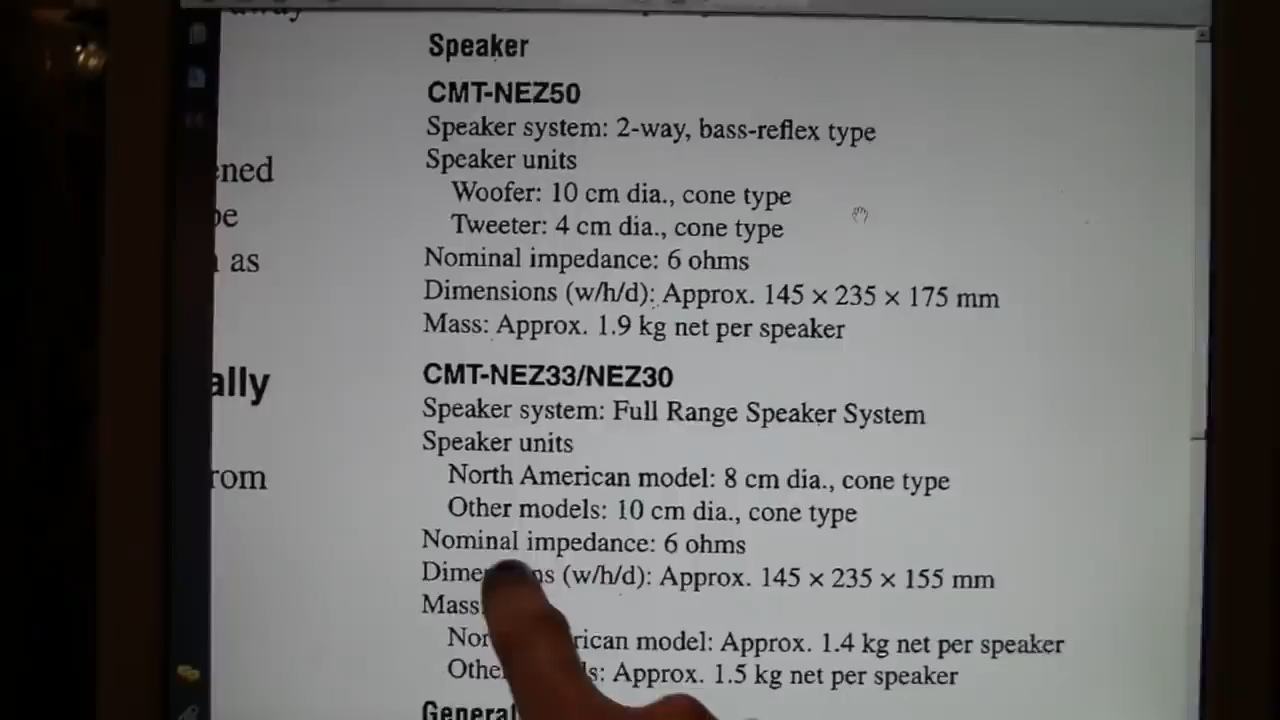 ened
as
ally
rom
Speaker
CMT-NEZ50
Speaker system: 2-way, bass-reflex type
Speaker units
Woofer: 10 cm dia., cone type
Tweeter: 4 cm dia., cone type
Nominal impedance: 6 ohms
Dimensions (w/h/d): Approx. 145 × 235 × 175 mm
Mass: Approx. 1.9 kg net per speaker
CMT-NEZ33/NEZ30
Speaker system: Full Range Speaker System
Speaker units
North American model: 8 cm dia., cone type
Other models: 10 cm dia., cone type
Nominal impedance: 6 ohms
(w/h/d): Approx. 145 × 235 × 155 mm
Mass
model: Approx. 1.4 kg net per speaker
Approx. 1.5 kg net per speaker
General